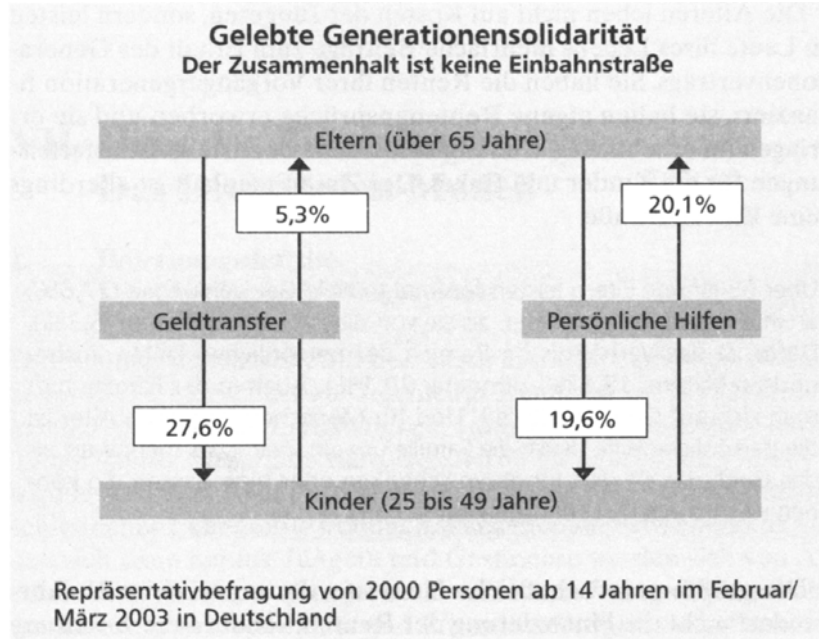 Gelebte Generationensolidarität
Der Zusammenhalt ist keine Einbahnstraße
Eltern (über 65 Jahre)
5,3%
20,1%
Geldtransfer
Persönliche Hilfen
27,6%
19,6%
Kinder (25 bis 49 Jahre)
Repräsentativbefragung von 2000 Personen ab 14 Jahren im Februar/
März 2003 in Deutschland